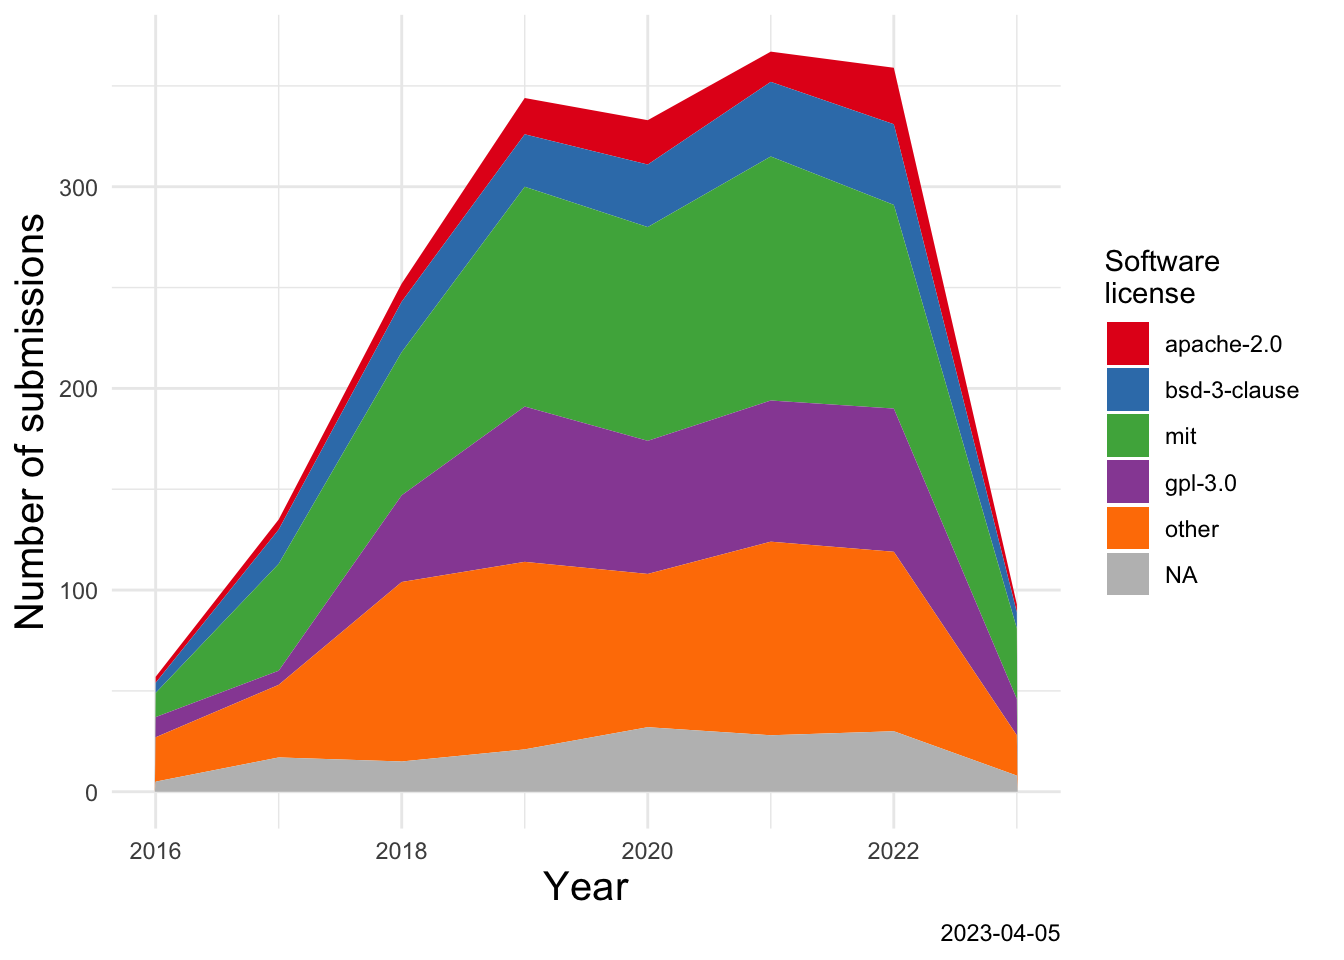 Number of submissions
300
200
100
0
2016
2018
2020
2022
Year
2023-04-05
Software
license
apache-2.0
bsd-3-clause
mit
gpl-3.0
other
NA